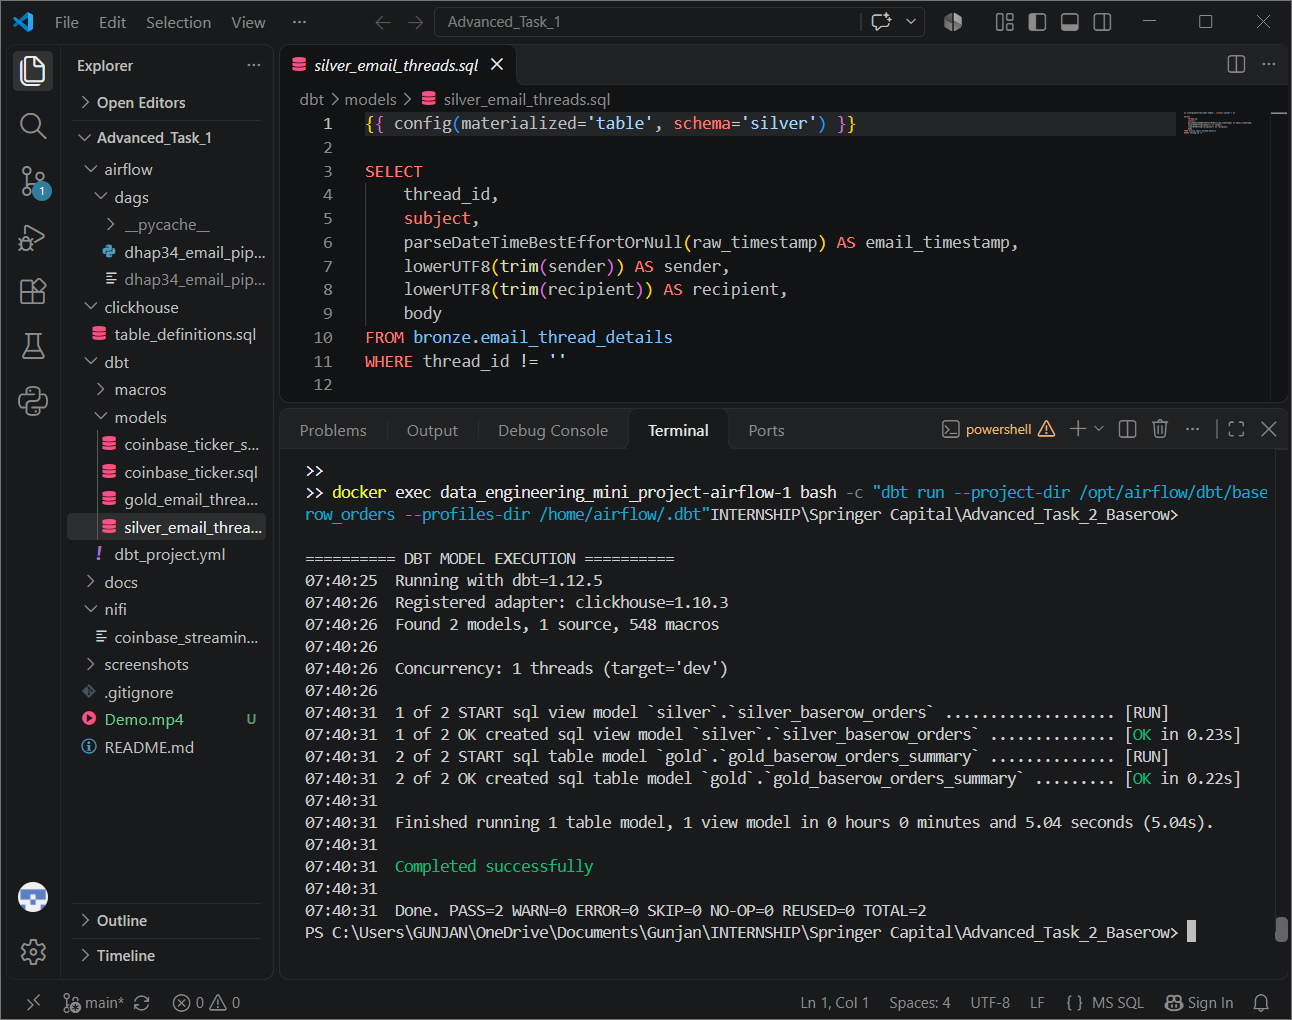 File Edit Selection View ··· Advanced_Task_1
Explorer ···
Open Editors
Advanced_Task_1
airflow
dags
__pycache__
dhap34_email_pip...
dhap34_email_pip...
clickhouse
table_definitions.sql
dbt
macros
models
coinbase_ticker_s...
coinbase_ticker.sql
gold_email_threa...
silver_email_threa...
! dbt_project.yml
docs
nifi
coinbase_streamin...
screenshots
.gitignore
Demo.mp4 U
README.md
Outline
Timeline
1
silver_email_threads.sql
dbt > models > silver_email_threads.sql
1 {{ config(materialized='table', schema='silver') }}
2
3 SELECT
4 thread_id,
5 subject,
6 parseDateTimeBestEffortOrNull(raw_timestamp) AS email_timestamp,
7 lowerUTF8(trim(sender)) AS sender,
8 lowerUTF8(trim(recipient)) AS recipient,
9 body
10 FROM bronze.email_thread_details
11 WHERE thread_id != ''
12
Problems Output Debug Console Terminal Ports powershell
>>
>> docker exec data_engineering_mini_project-airflow-1 bash -c "dbt run --project-dir /opt/airflow/dbt/base
row_orders --profiles-dir /home/airflow/.dbt"INTERNSHIP\Springer Capital\Advanced_Task_2_Baserow>
========== DBT MODEL EXECUTION ==========
07:40:25 Running with dbt=1.12.5
07:40:26 Registered adapter: clickhouse=1.10.3
07:40:26 Found 2 models, 1 source, 548 macros
07:40:26
07:40:26 Concurrency: 1 threads (target='dev')
07:40:26
07:40:31 1 of 2 START sql view model `silver`.`silver_baserow_orders` ................... [RUN]
07:40:31 1 of 2 OK created sql view model `silver`.`silver_baserow_orders` .............. [OK in 0.23s]
07:40:31 2 of 2 START sql table model `gold`.`gold_baserow_orders_summary` .............. [RUN]
07:40:31 2 of 2 OK created sql table model `gold`.`gold_baserow_orders_summary` ......... [OK in 0.22s]
07:40:31
07:40:31 Finished running 1 table model, 1 view model in 0 hours 0 minutes and 5.04 seconds (5.04s).
07:40:31
07:40:31 Completed successfully
07:40:31
07:40:31 Done. PASS=2 WARN=0 ERROR=0 SKIP=0 NO-OP=0 REUSED=0 TOTAL=2
PS C:\Users\GUNJAN\OneDrive\Documents\Gunjan\INTERNSHIP\Springer Capital\Advanced_Task_2_Baserow>
main* 0 0 Ln 1, Col 1 Spaces: 4 UTF-8 LF {} MS SQL Sign In